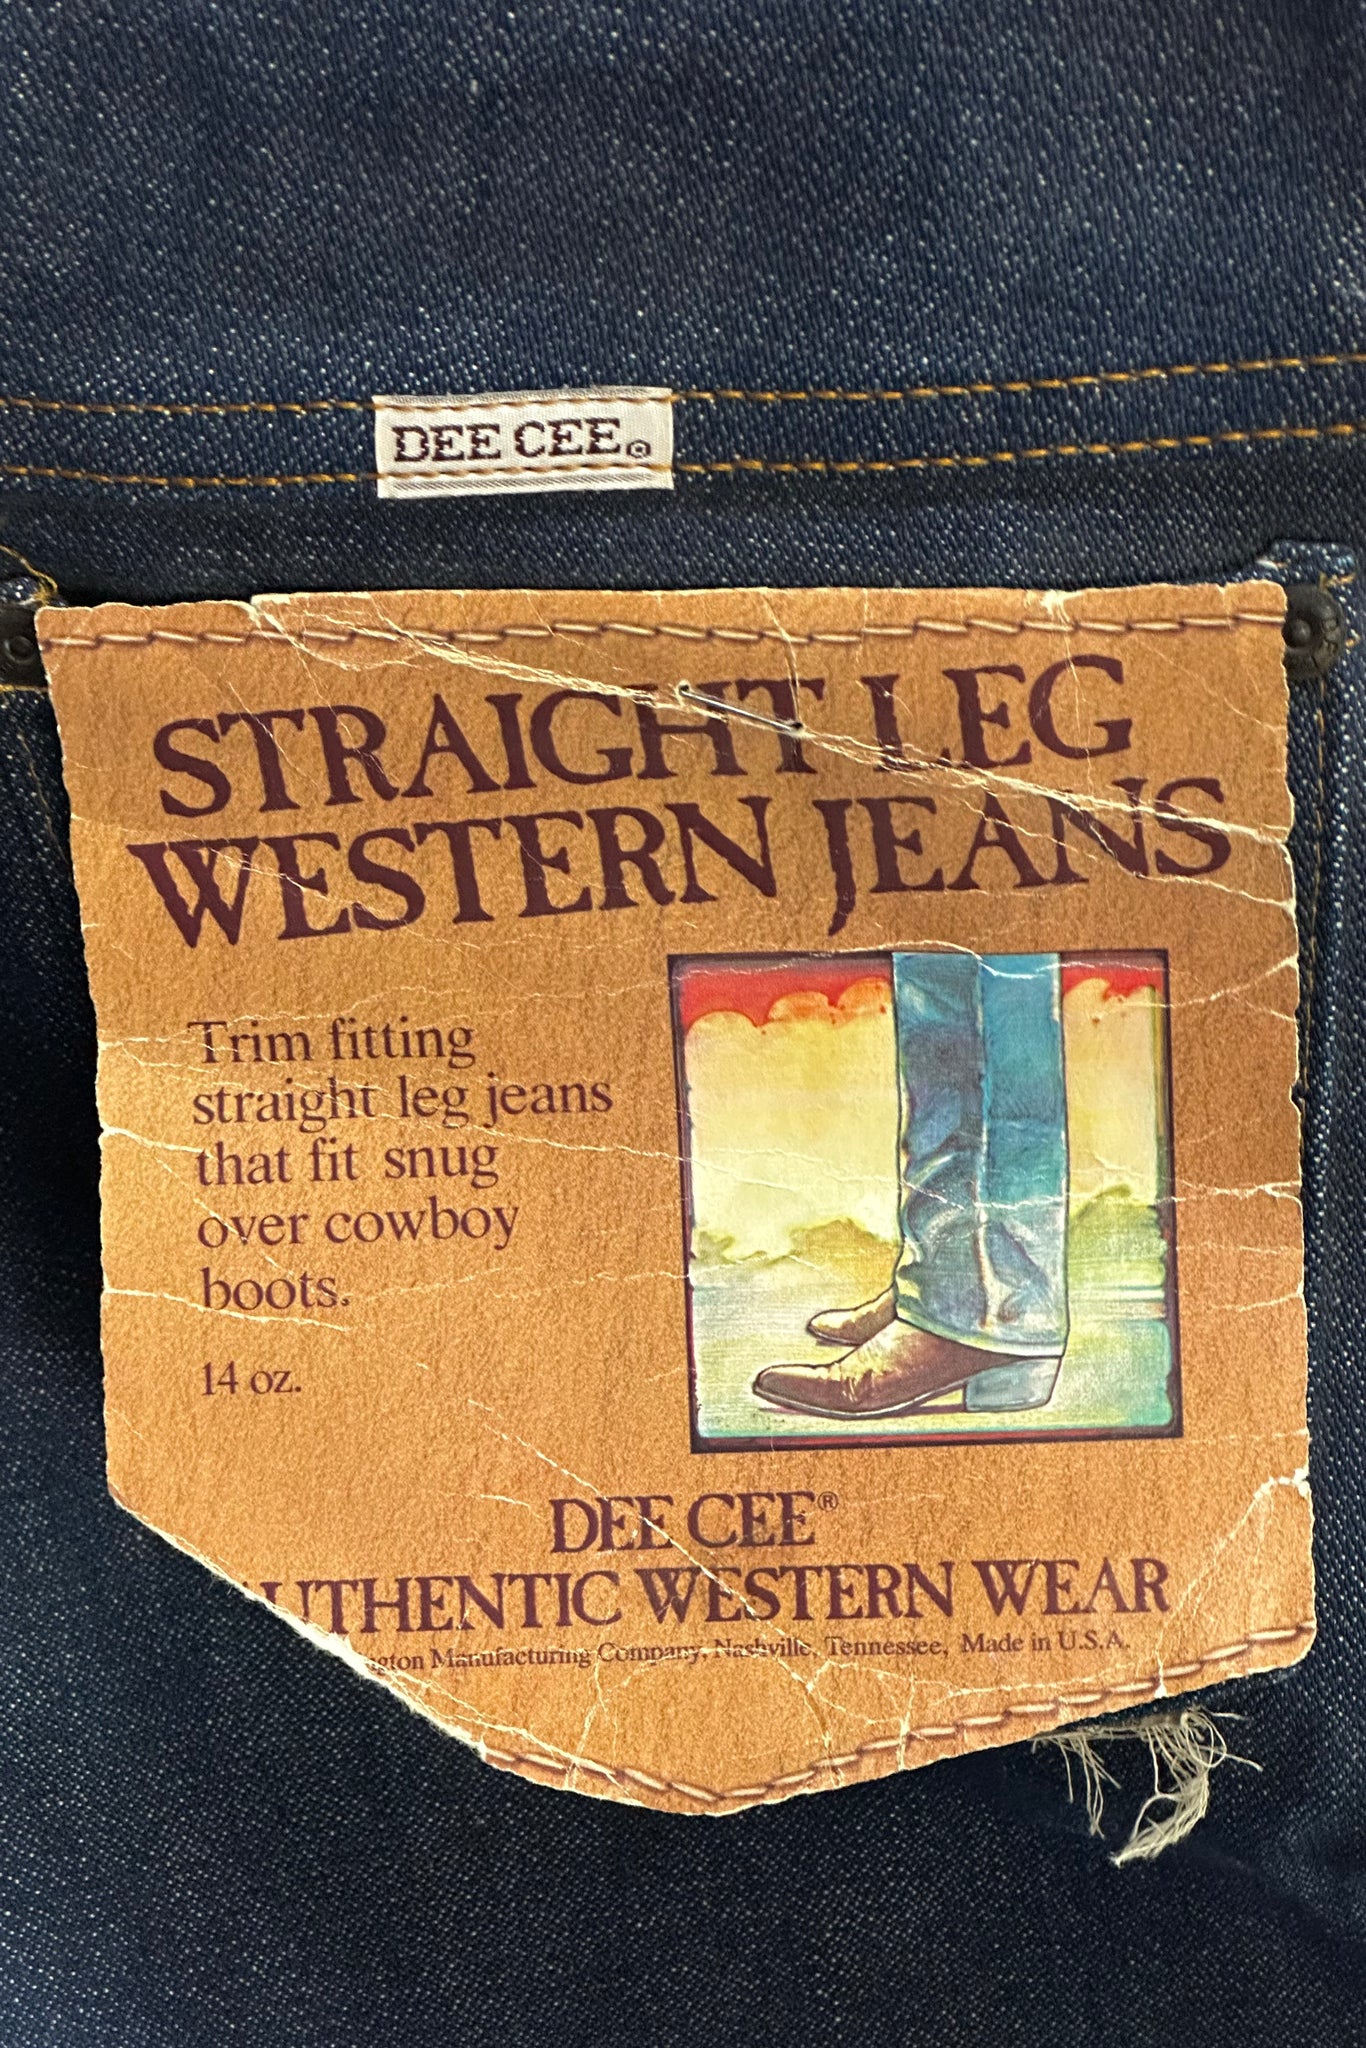 DEE CEE®
STRAIGHT LEG
WESTERN JEANS
Trim fitting
straight leg jeans
that fit snug
over cowboy
boots.
14 oz.
DEE CEE®
UTHENTIC WESTERN WEAR
ngton Manufacturing Company, Nashville, Tennessee, Made in U.S.A.